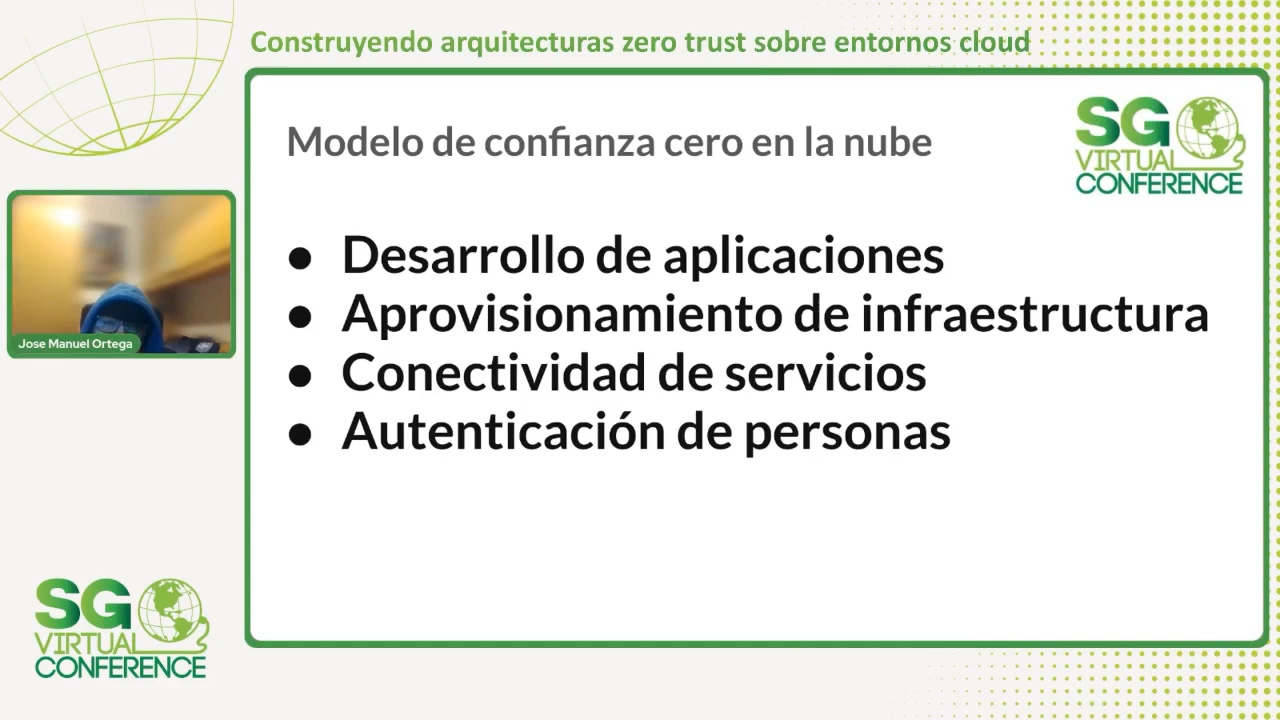 Construyendo arquitecturas zero trust sobre entornos cloud
Modelo de confianza cero en la nube
SG
VIRTUAL
CONFERENCE
● Desarrollo de aplicaciones
● Aprovisionamiento de infraestructura
● Conectividad de servicios
● Autenticación de personas
Jose Manuel Ortega
SG
VIRTUAL
CONFERENCE